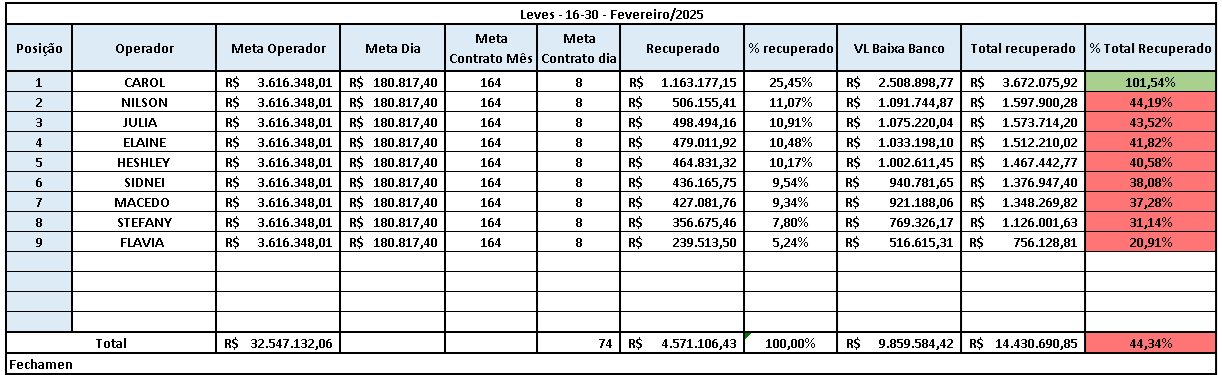 Leves - 16-30 - Fevereiro/2025
Posição Operador Meta Operador Meta Dia Meta Contrato Mês Meta Contrato dia Recuperado % recuperado VL Baixa Banco Total recuperado % Total Recuperado
1 CAROL R$ 3.616.348,01 R$ 180.817,40 164 8 R$ 1.163.177,15 25,45% R$ 2.508.898,77 R$ 3.672.075,92 101,54%
2 NILSON R$ 3.616.348,01 R$ 180.817,40 164 8 R$ 506.155,41 11,07% R$ 1.091.744,87 R$ 1.597.900,28 44,19%
3 JULIA R$ 3.616.348,01 R$ 180.817,40 164 8 R$ 498.494,16 10,91% R$ 1.075.220,04 R$ 1.573.714,20 43,52%
4 ELAINE R$ 3.616.348,01 R$ 180.817,40 164 8 R$ 479.011,92 10,48% R$ 1.033.198,10 R$ 1.512.210,02 41,82%
5 HESHLEY R$ 3.616.348,01 R$ 180.817,40 164 8 R$ 464.831,32 10,17% R$ 1.002.611,45 R$ 1.467.442,77 40,58%
6 SIDNEI R$ 3.616.348,01 R$ 180.817,40 164 8 R$ 436.165,75 9,54% R$ 940.781,65 R$ 1.376.947,40 38,08%
7 MACEDO R$ 3.616.348,01 R$ 180.817,40 164 8 R$ 427.081,76 9,34% R$ 921.188,06 R$ 1.348.269,82 37,28%
8 STEFANY R$ 3.616.348,01 R$ 180.817,40 164 8 R$ 356.675,46 7,80% R$ 769.326,17 R$ 1.126.001,63 31,14%
9 FLAVIA R$ 3.616.348,01 R$ 180.817,40 164 8 R$ 239.513,50 5,24% R$ 516.615,31 R$ 756.128,81 20,91%
Total R$ 32.547.132,06 74 R$ 4.571.106,43 100,00% R$ 9.859.584,42 R$ 14.430.690,85 44,34%
Fechamen